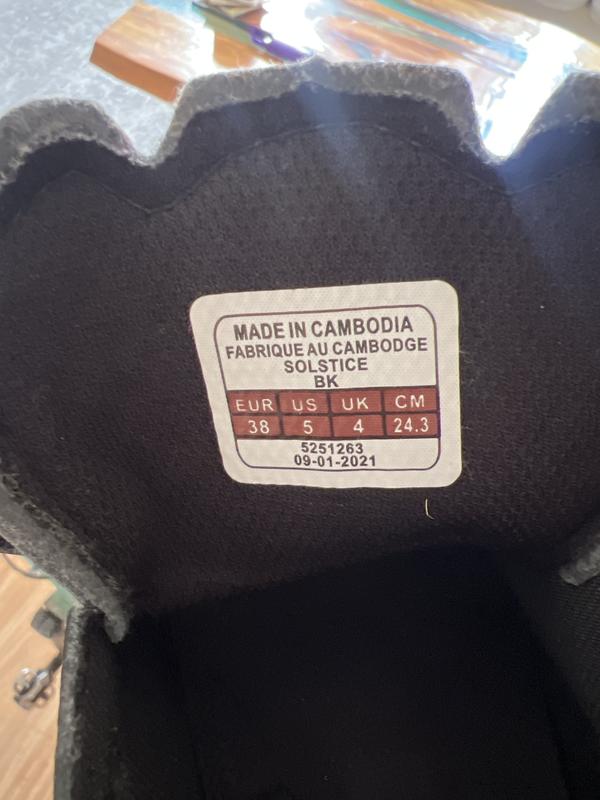 MADE IN CAMBODIA
FABRIQUE AU CAMBODGE
SOLSTICE
BK
EUR US UK CM
38 5 4 24.3
5251263
09-01-2021